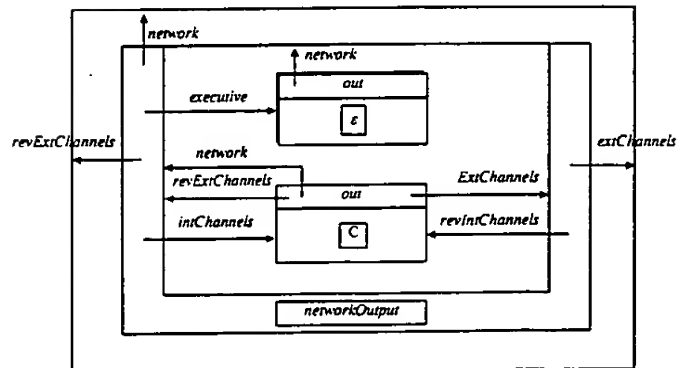 network
network
out
executive
ε
revExtChannels
extChannels
network
revExtChannels
out
ExtChannels
intChannels
C
revIntChannels
networkOutput